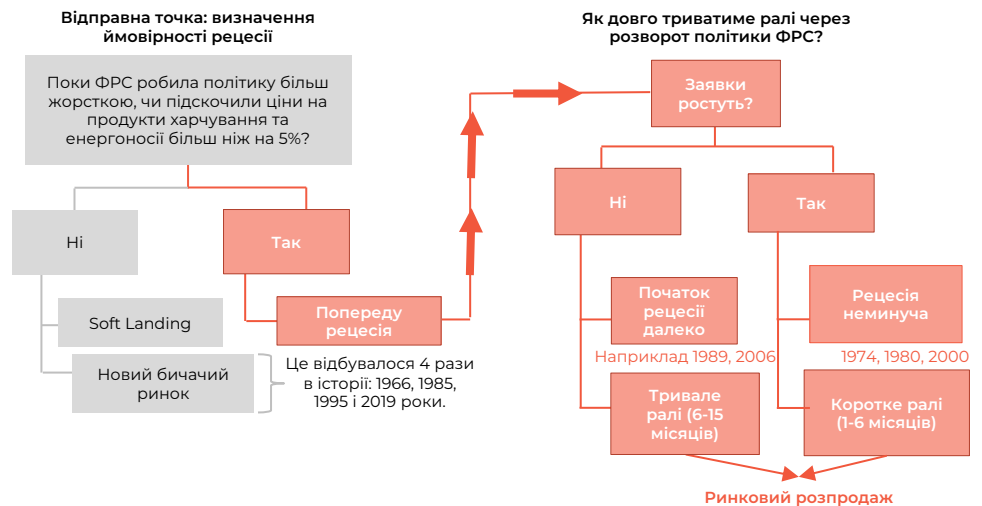 Відправна точка: визначення
ймовірності рецесії
Поки ФРС робила політику більш
жорсткою, чи підскочили ціни на
продукти харчування та
енергоносії більш ніж на 5%?
Ні
Так
Soft Landing
Новий бичачий
ринок
Попереду
рецесія
Це відбувалося 4 рази
в історії: 1966, 1985,
1995 і 2019 роки.
Як довго триватиме ралі через
розворот політики ФРС?
Заявки
ростуть?
Ні
Так
Початок
рецесії
далеко
Наприклад 1989, 2006
Тривале
ралі (6-15
місяців)
Рецесія
неминуча
1974, 1980, 2000
Коротке ралі
(1-6 місяців)
Ринковий розпродаж